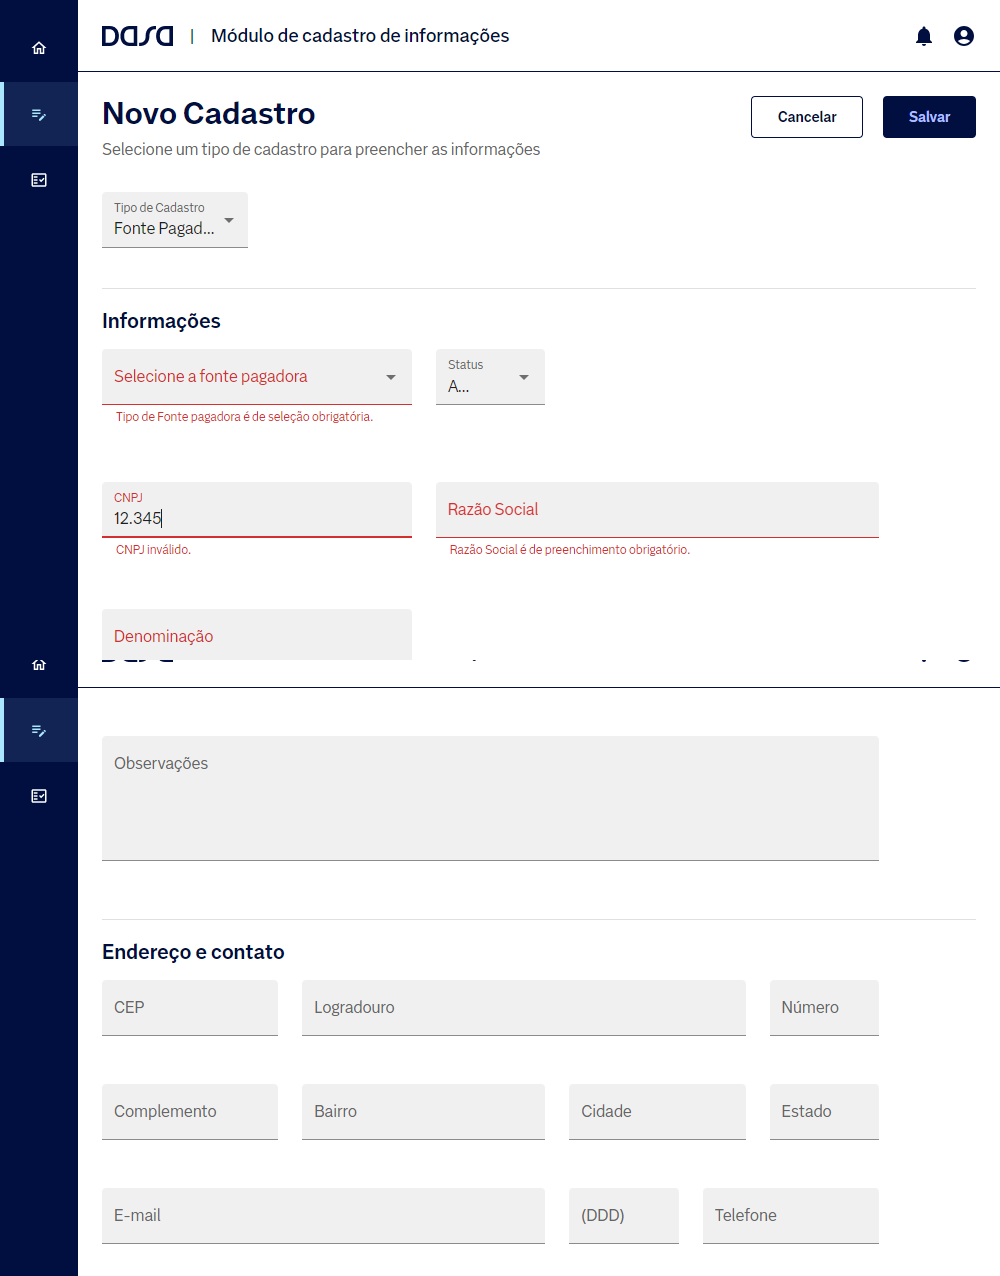 Dasa | Módulo de cadastro de informações
Novo Cadastro
Cancelar
Salvar
Selecione um tipo de cadastro para preencher as informações
Tipo de Cadastro
Fonte Pagad...
Informações
Selecione a fonte pagadora
Status
A...
Tipo de Fonte pagadora é de seleção obrigatória.
CNPJ
12.345
Razão Social
CNPJ inválido.
Razão Social é de preenchimento obrigatório.
Denominação
Observações
Endereço e contato
CEP
Logradouro
Número
Complemento
Bairro
Cidade
Estado
E-mail
(DDD)
Telefone